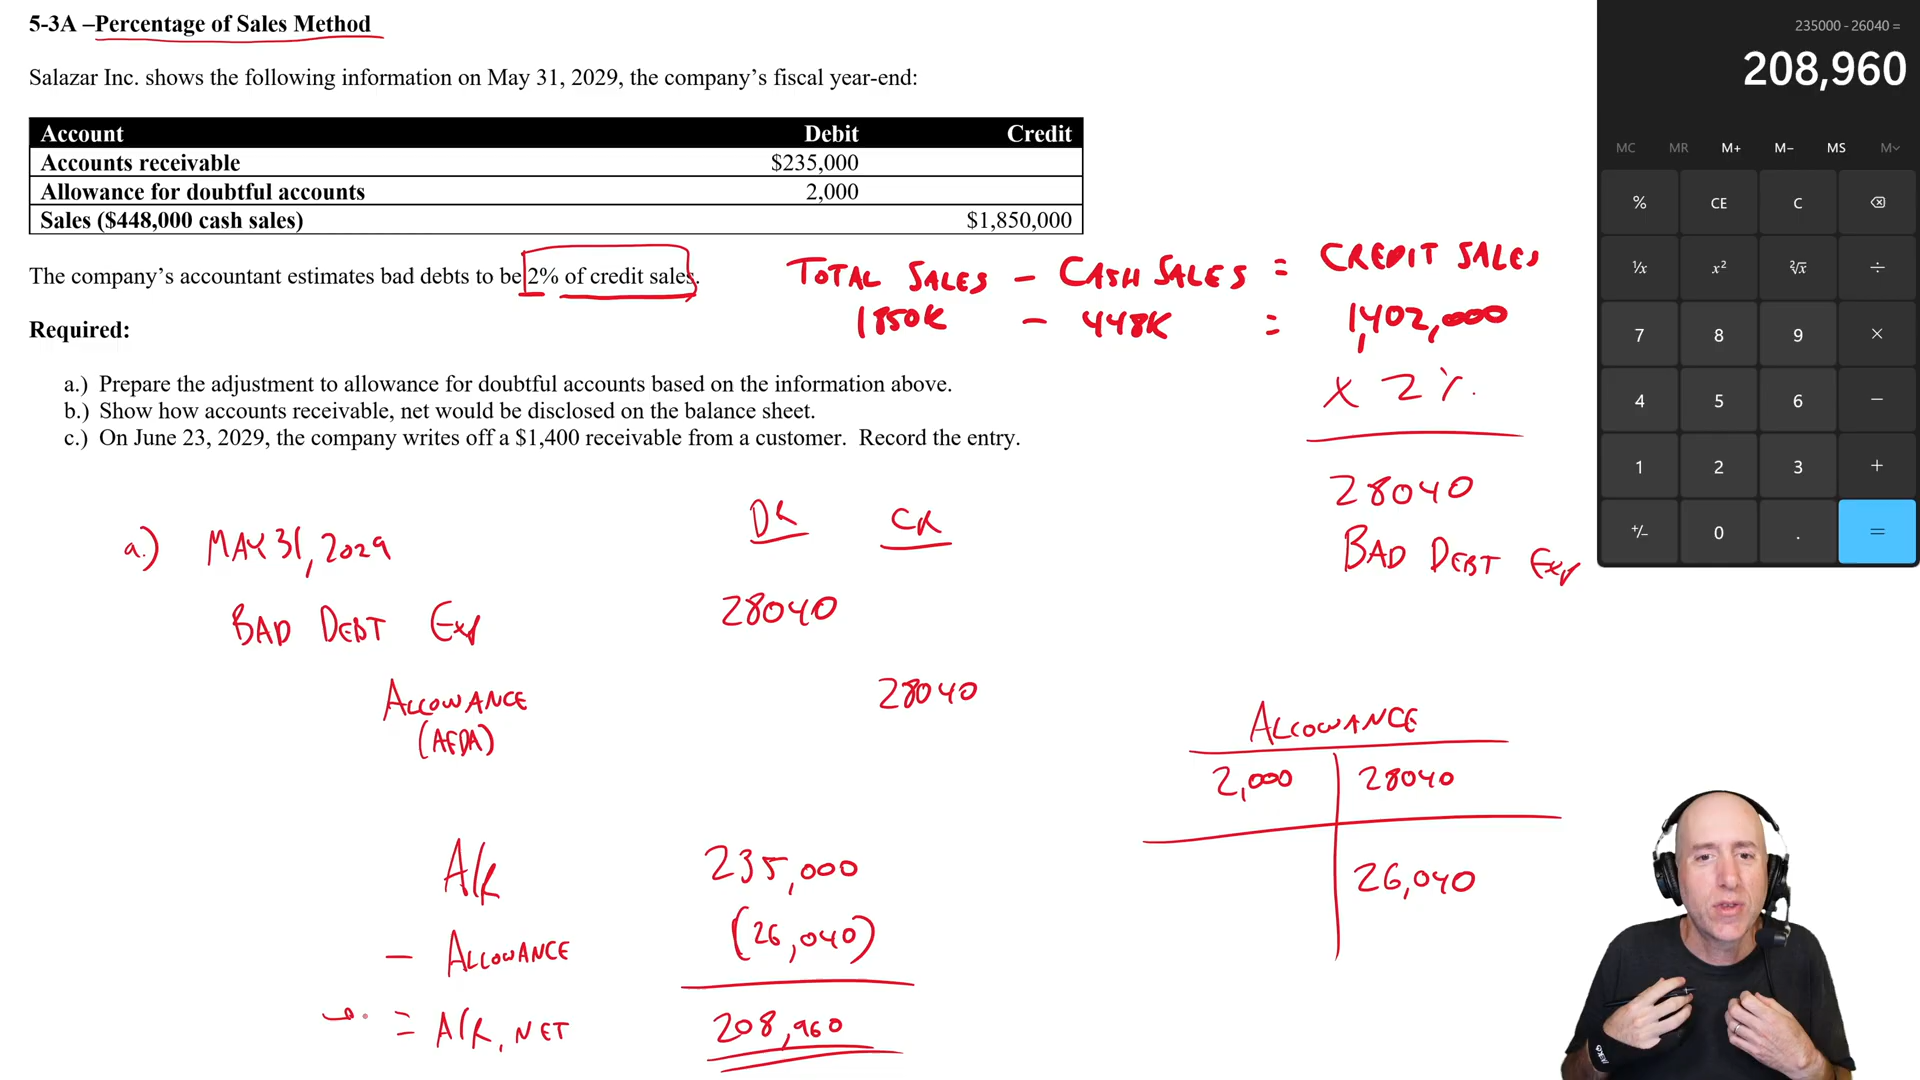 5-3A –Percentage of Sales Method
Salazar Inc. shows the following information on May 31, 2029, the company's fiscal year-end:
Account Debit Credit
Accounts receivable $235,000
Allowance for doubtful accounts 2,000
Sales ($448,000 cash sales) $1,850,000
The company's accountant estimates bad debts to be 2% of credit sales.
TOTAL SALES – CASH SALES = CREDIT SALES
1850K – 448K = 1,402,000
x 2%
28040
BAD DEBT EXP
Required:
a.) Prepare the adjustment to allowance for doubtful accounts based on the information above.
b.) Show how accounts receivable, net would be disclosed on the balance sheet.
c.) On June 23, 2029, the company writes off a $1,400 receivable from a customer. Record the entry.
DR CR
a.) MAY 31, 2029
BAD DEBT EXP 28040
ALLOWANCE 28040
(AFDA)
A/R 235,000
– ALLOWANCE (26,040)
= A/R, NET 208,960
ALLOWANCE
2,000 28040
26,040
235000 - 26040 =
208,960
MC MR M+ M− MS M˅
% CE C ⌫
¹/x x² ²√x ÷
7 8 9 ×
4 5 6 −
1 2 3 +
+/− 0 . =